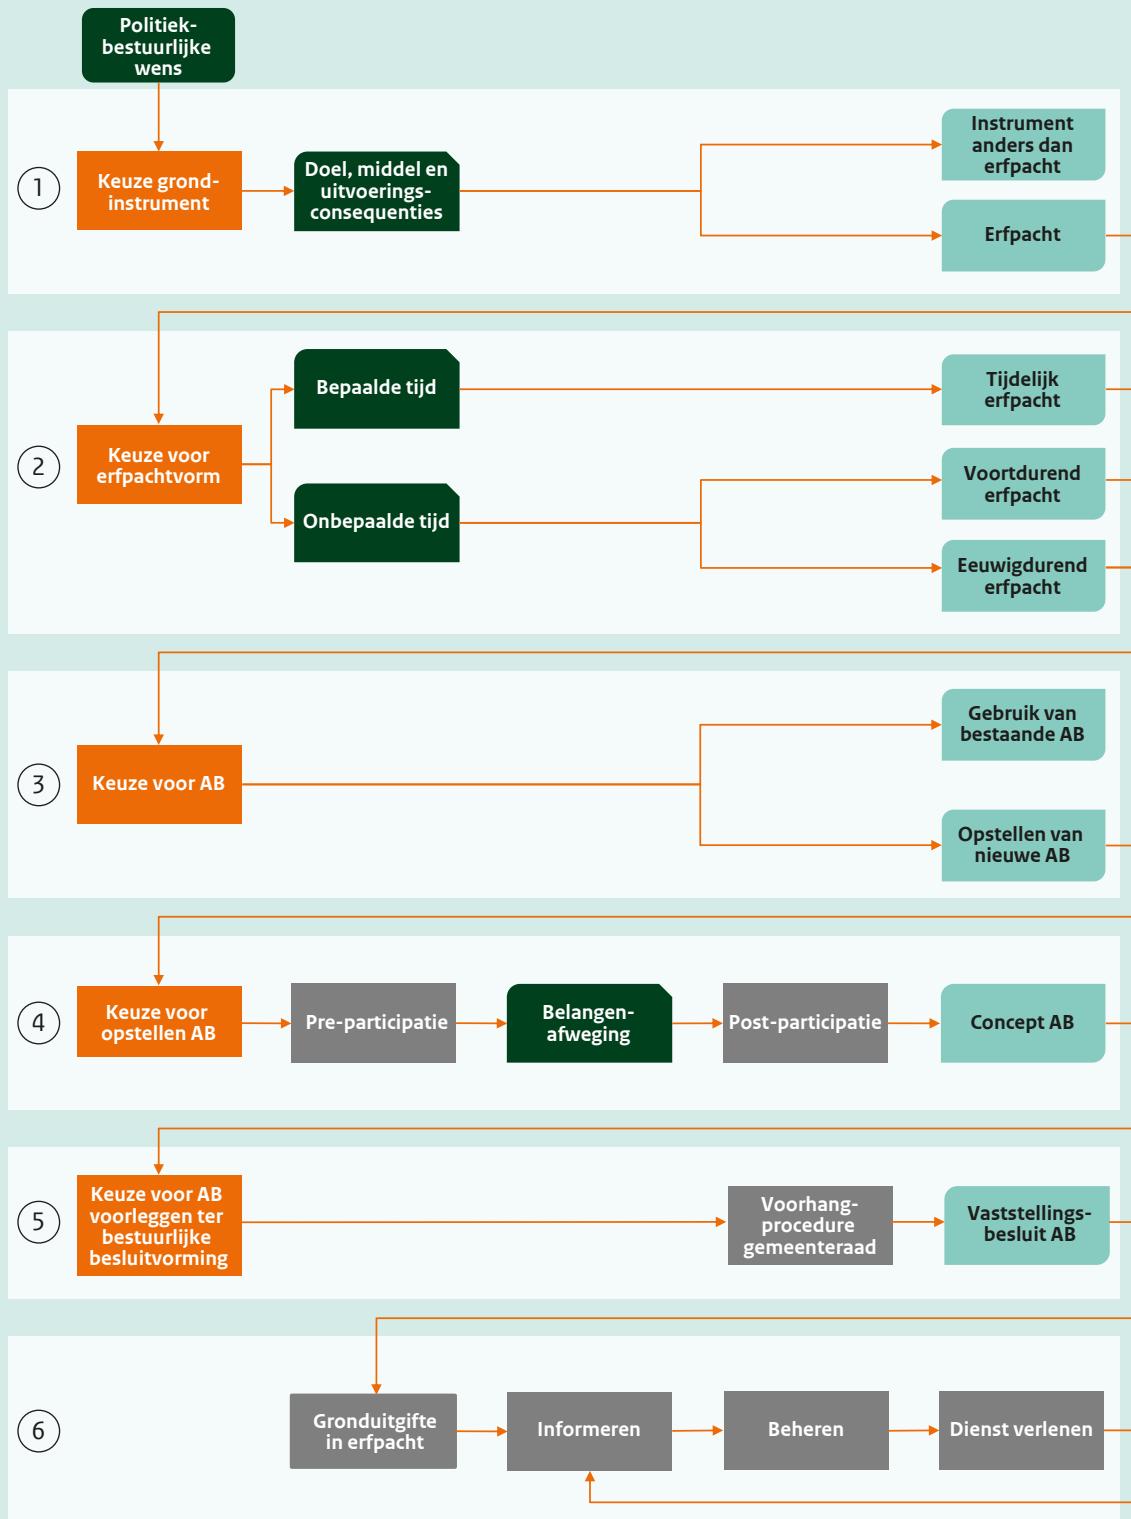 Politiek-
bestuurlijke
wens
1
Keuze grond-
instrument
Doel, middel en
uitvoerings-
consequenties
Instrument
anders dan
erfpacht
Erfpacht
2
Keuze voor
erfpachtvorm
Bepaalde tijd
Onbepaalde tijd
Tijdelijk
erfpacht
Voortdurend
erfpacht
Eeuwigdurend
erfpacht
3
Keuze voor AB
Gebruik van
bestaande AB
Opstellen van
nieuwe AB
4
Keuze voor
opstellen AB
Pre-participatie
Belangen-
afweging
Post-participatie
Concept AB
5
Keuze voor AB
voorleggen ter
bestuurlijke
besluitvorming
Voorhang-
procedure
gemeenteraad
Vaststellings-
besluit AB
6
Gronduitgifte
in erfpacht
Informeren
Beheren
Dienst verlenen